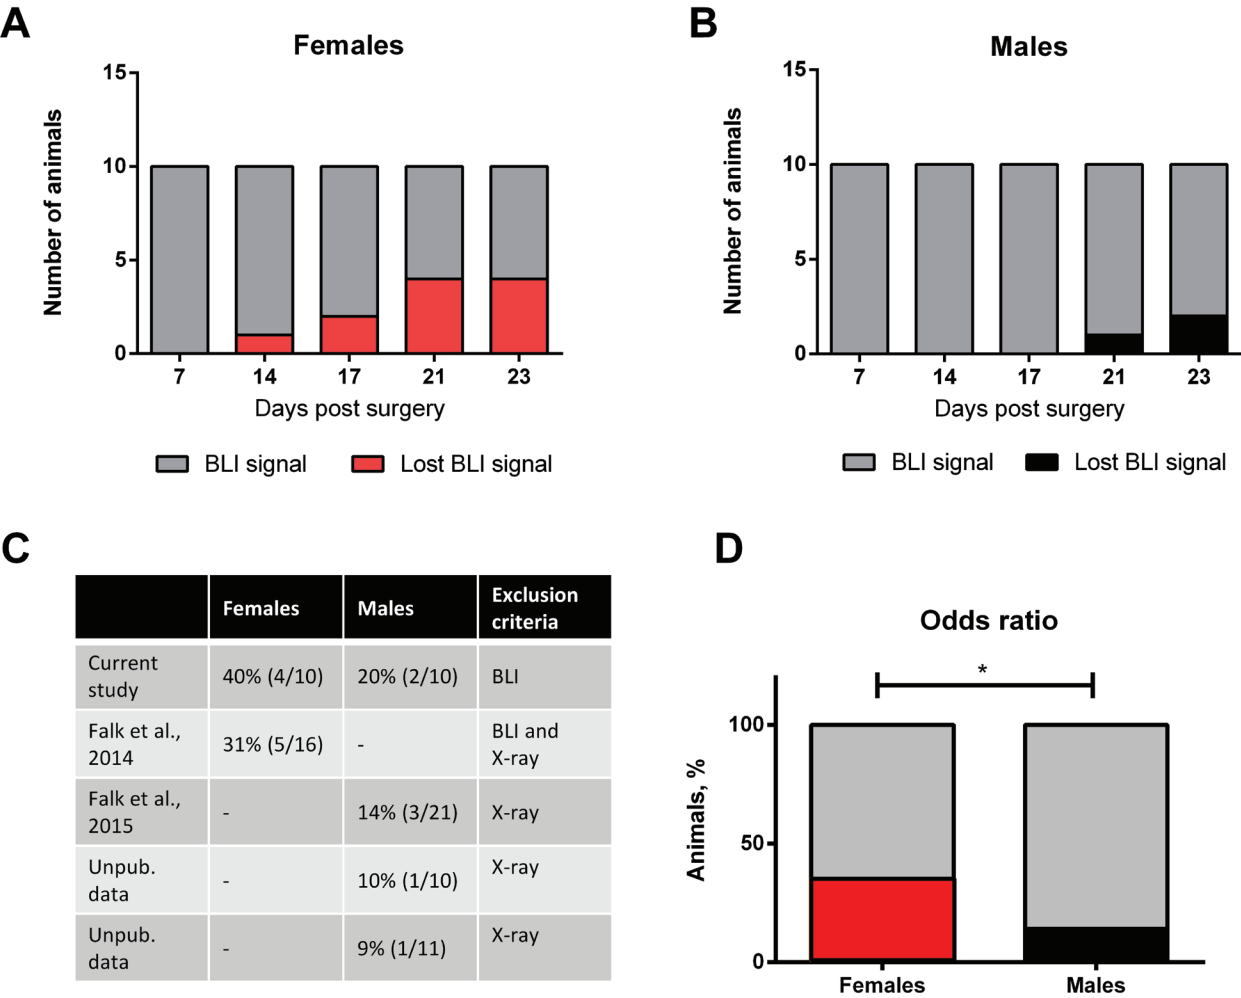 A
Females
15
10
5
0
Number of animals
7 14 17 21 23
Days post surgery
BLI signal Lost BLI signal
B
Males
15
10
5
0
Number of animals
7 14 17 21 23
Days post surgery
BLI signal Lost BLI signal
C
Females Males Exclusion
criteria
Current
study
40% (4/10) 20% (2/10) BLI
Falk et al.,
2014
31% (5/16) - BLI and
X-ray
Falk et al.,
2015
- 14% (3/21) X-ray
Unpub.
data
- 10% (1/10) X-ray
Unpub.
data
- 9% (1/11) X-ray
D
Odds ratio
*
100
50
0
Animals, %
Females Males